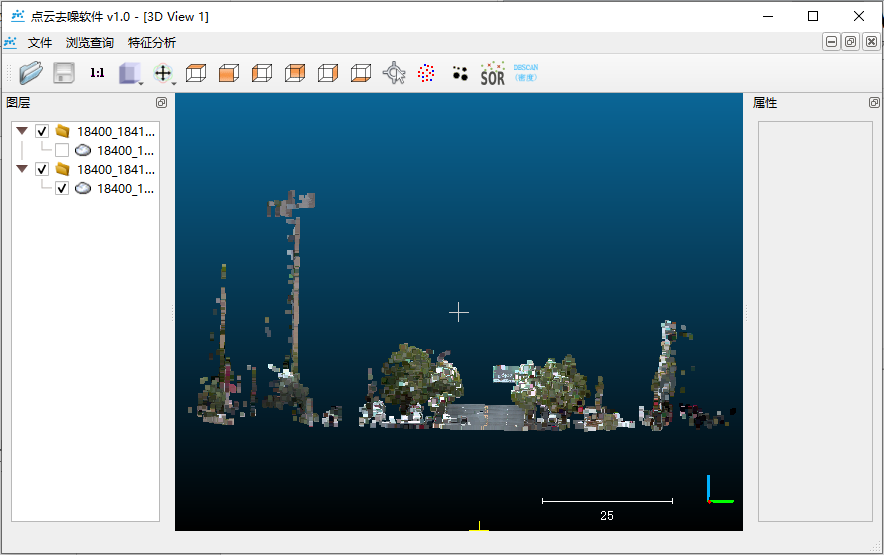 点云去噪软件 v1.0 - [3D View 1]
文件 浏览查询 特征分析
1:1
SOR
DBSCAN
(密度)
图层
属性
18400_1841...
18400_1...
18400_1841...
18400_1...
25